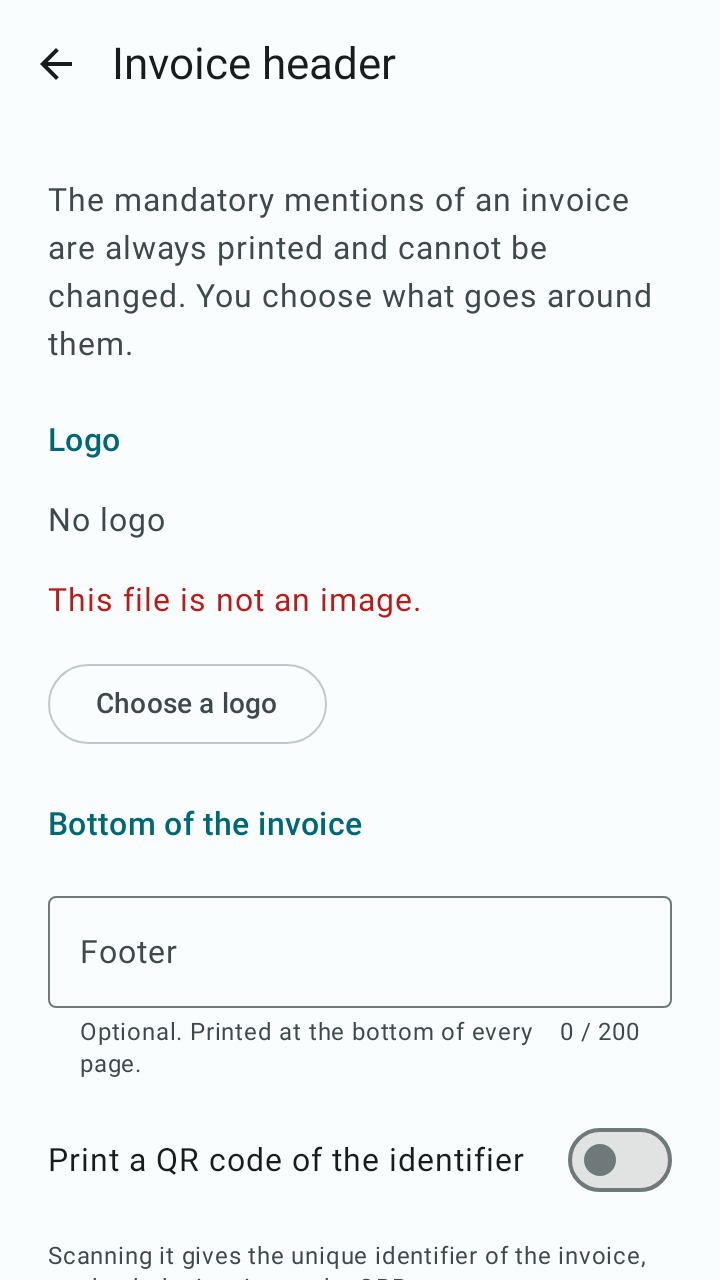 Invoice header
The mandatory mentions of an invoice
are always printed and cannot be
changed. You choose what goes around
them.
Logo
No logo
This file is not an image.
Choose a logo
Bottom of the invoice
Footer
Optional. Printed at the bottom of every 0 / 200
page.
Print a QR code of the identifier
Scanning it gives the unique identifier of the invoice,